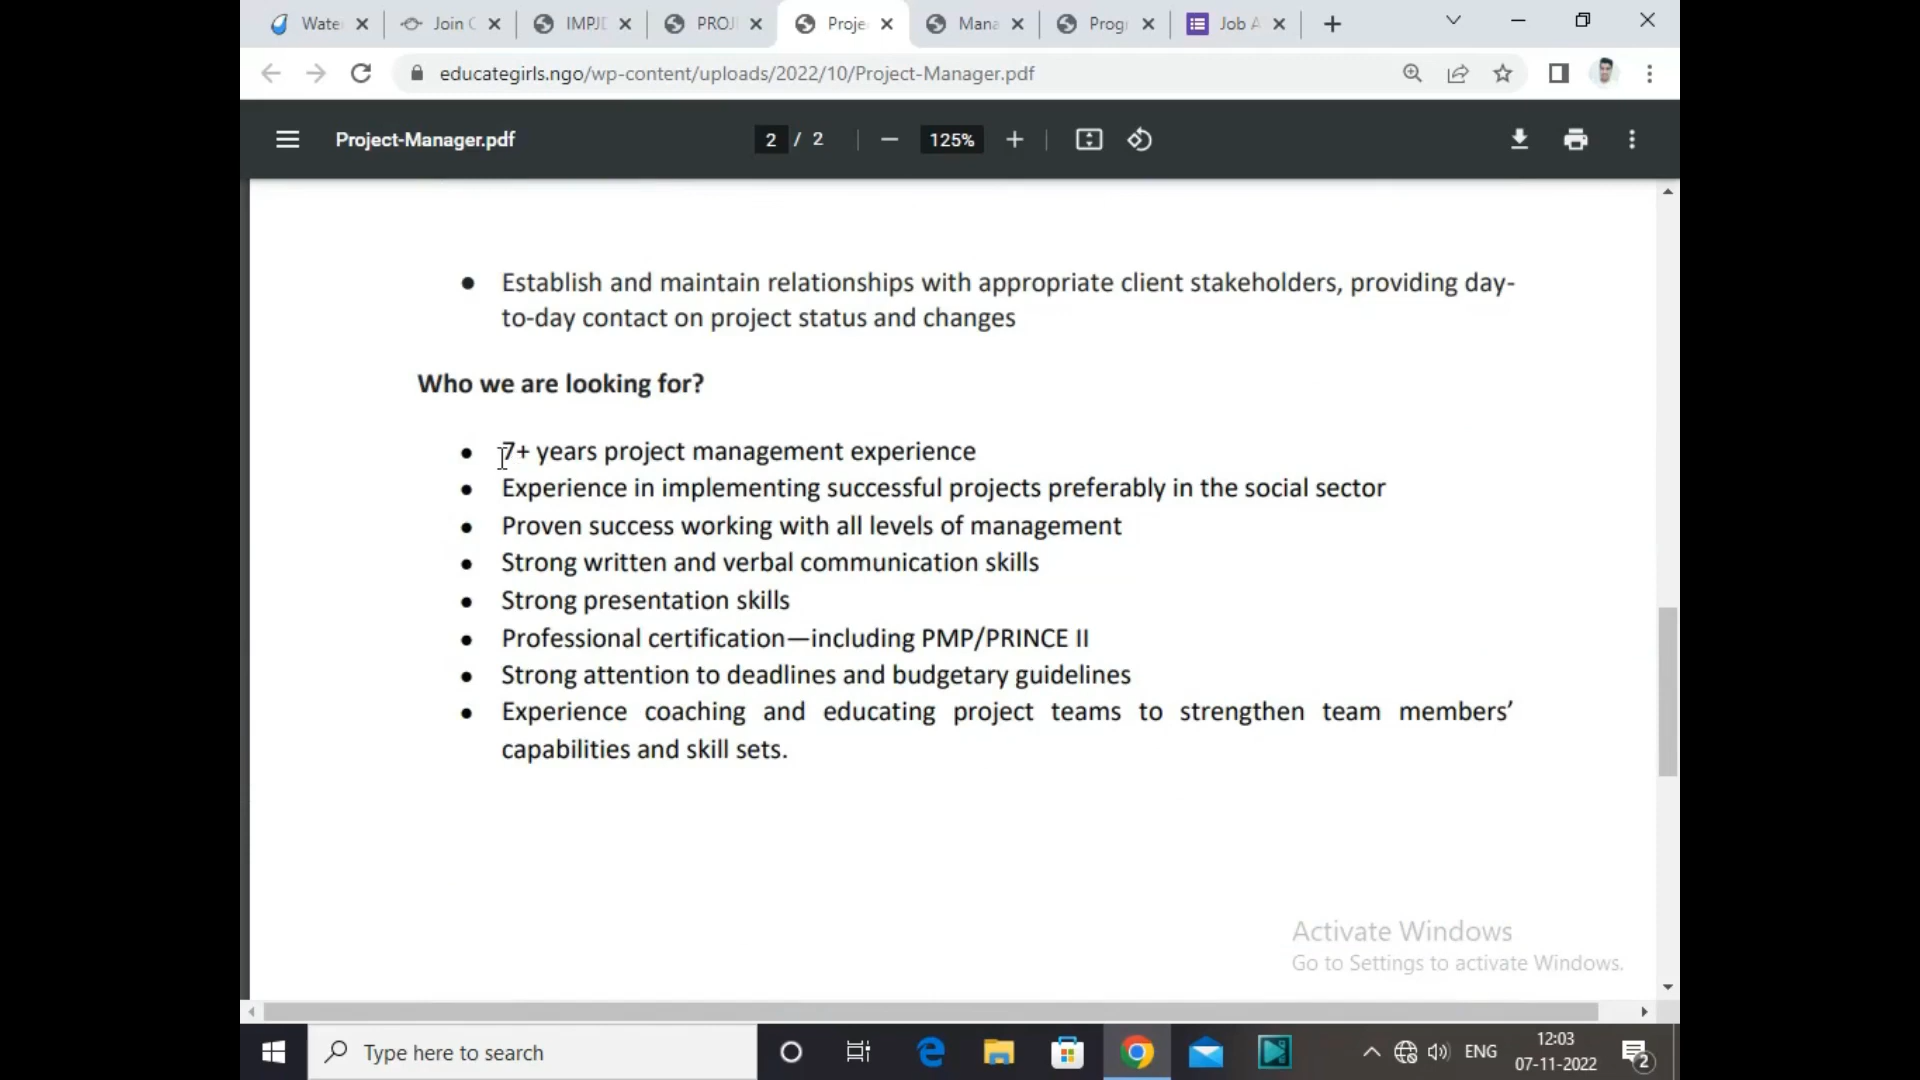 Water
Join C
IMPJD
PROJ
Proje
Mana
Progr
Job A
educategirls.ngo/wp-content/uploads/2022/10/Project-Manager.pdf
Project-Manager.pdf
2 / 2
125%
● Establish and maintain relationships with appropriate client stakeholders, providing day-
to-day contact on project status and changes
Who we are looking for?
● 7+ years project management experience
● Experience in implementing successful projects preferably in the social sector
● Proven success working with all levels of management
● Strong written and verbal communication skills
● Strong presentation skills
● Professional certification—including PMP/PRINCE II
● Strong attention to deadlines and budgetary guidelines
● Experience coaching and educating project teams to strengthen team members’
capabilities and skill sets.
Activate Windows
Go to Settings to activate Windows.
Type here to search
ENG
12:03
07-11-2022
2